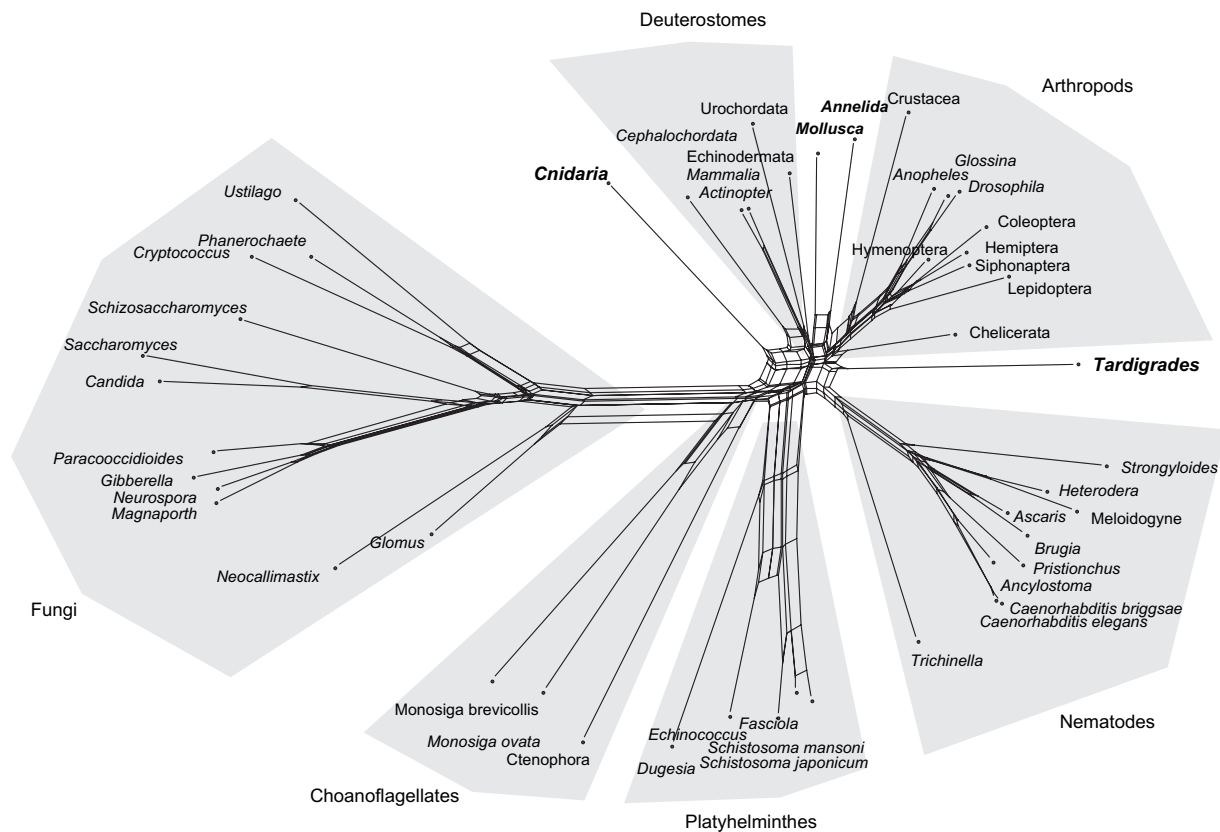 Deuterostomes
Arthropods
Annelida
Crustacea
Urochordata
Mollusca
Cephalochordata
Echinodermata
Glossina
Cnidaria
Mammalia
Anopheles
Drosophila
Actinopter
Ustilago
Coleoptera
Phanerochaete
Hymenoptera
Hemiptera
Cryptococcus
Siphonaptera
Lepidoptera
Schizosaccharomyces
Chelicerata
Saccharomyces
Tardigrades
Candida
Paracooccidioides
Strongyloides
Gibberella
Heterodera
Neurospora
Ascaris
Meloidogyne
Magnaporth
Glomus
Brugia
Pristionchus
Neocallimastix
Ancylostoma
Fungi
Caenorhabditis briggsae
Caenorhabditis elegans
Trichinella
Monosiga brevicollis
Nematodes
Fasciola
Echinococcus
Monosiga ovata
Schistosoma mansoni
Ctenophora
Schistosoma japonicum
Dugesia
Choanoflagellates
Platyhelminthes